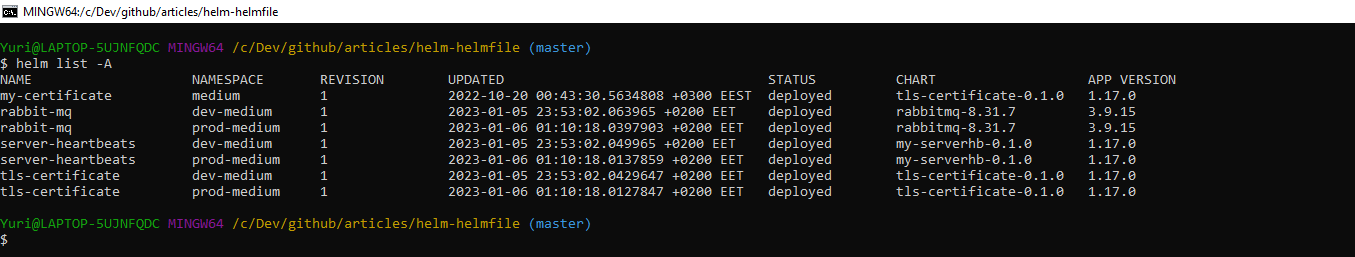 MINGW64:/c/Dev/github/articles/helm-helmfile
Yuri@LAPTOP-5UJNFQDC MINGW64 /c/Dev/github/articles/helm-helmfile (master)
$ helm list -A
NAME NAMESPACE REVISION UPDATED STATUS CHART APP VERSION
my-certificate medium 1 2022-10-20 00:43:30.5634808 +0300 EEST deployed tls-certificate-0.1.0 1.17.0
rabbit-mq dev-medium 1 2023-01-05 23:53:02.063965 +0200 EET deployed rabbitmq-8.31.7 3.9.15
rabbit-mq prod-medium 1 2023-01-06 01:10:18.0397903 +0200 EET deployed rabbitmq-8.31.7 3.9.15
server-heartbeats dev-medium 1 2023-01-05 23:53:02.049965 +0200 EET deployed my-serverhb-0.1.0 1.17.0
server-heartbeats prod-medium 1 2023-01-06 01:10:18.0137859 +0200 EET deployed my-serverhb-0.1.0 1.17.0
tls-certificate dev-medium 1 2023-01-05 23:53:02.0429647 +0200 EET deployed tls-certificate-0.1.0 1.17.0
tls-certificate prod-medium 1 2023-01-06 01:10:18.0127847 +0200 EET deployed tls-certificate-0.1.0 1.17.0
Yuri@LAPTOP-5UJNFQDC MINGW64 /c/Dev/github/articles/helm-helmfile (master)
$